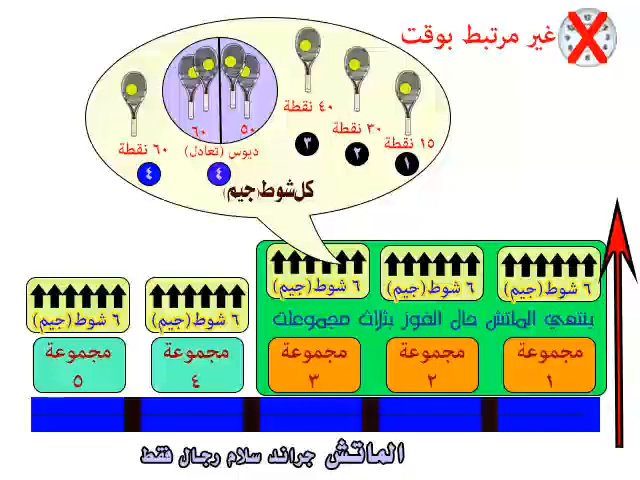 غير مرتبط بوقت
٤٠ نقطة
٣٠ نقطة
١٥ نقطة
٥٠
٦٠
٦٠ نقطة
ديوس (تعادل)
١
٢
٣
٤
٤
كل شوط (جيم)
٦ شوط (جيم)
٦ شوط (جيم)
٦ شوط (جيم)
٦ شوط (جيم)
٦ شوط (جيم)
ينتهي الماتش حال الفوز بثلاث مجموعات
مجموعة
١
مجموعة
٢
مجموعة
٣
مجموعة
٤
مجموعة
٥
الماتش جراند سلام رجال فقط